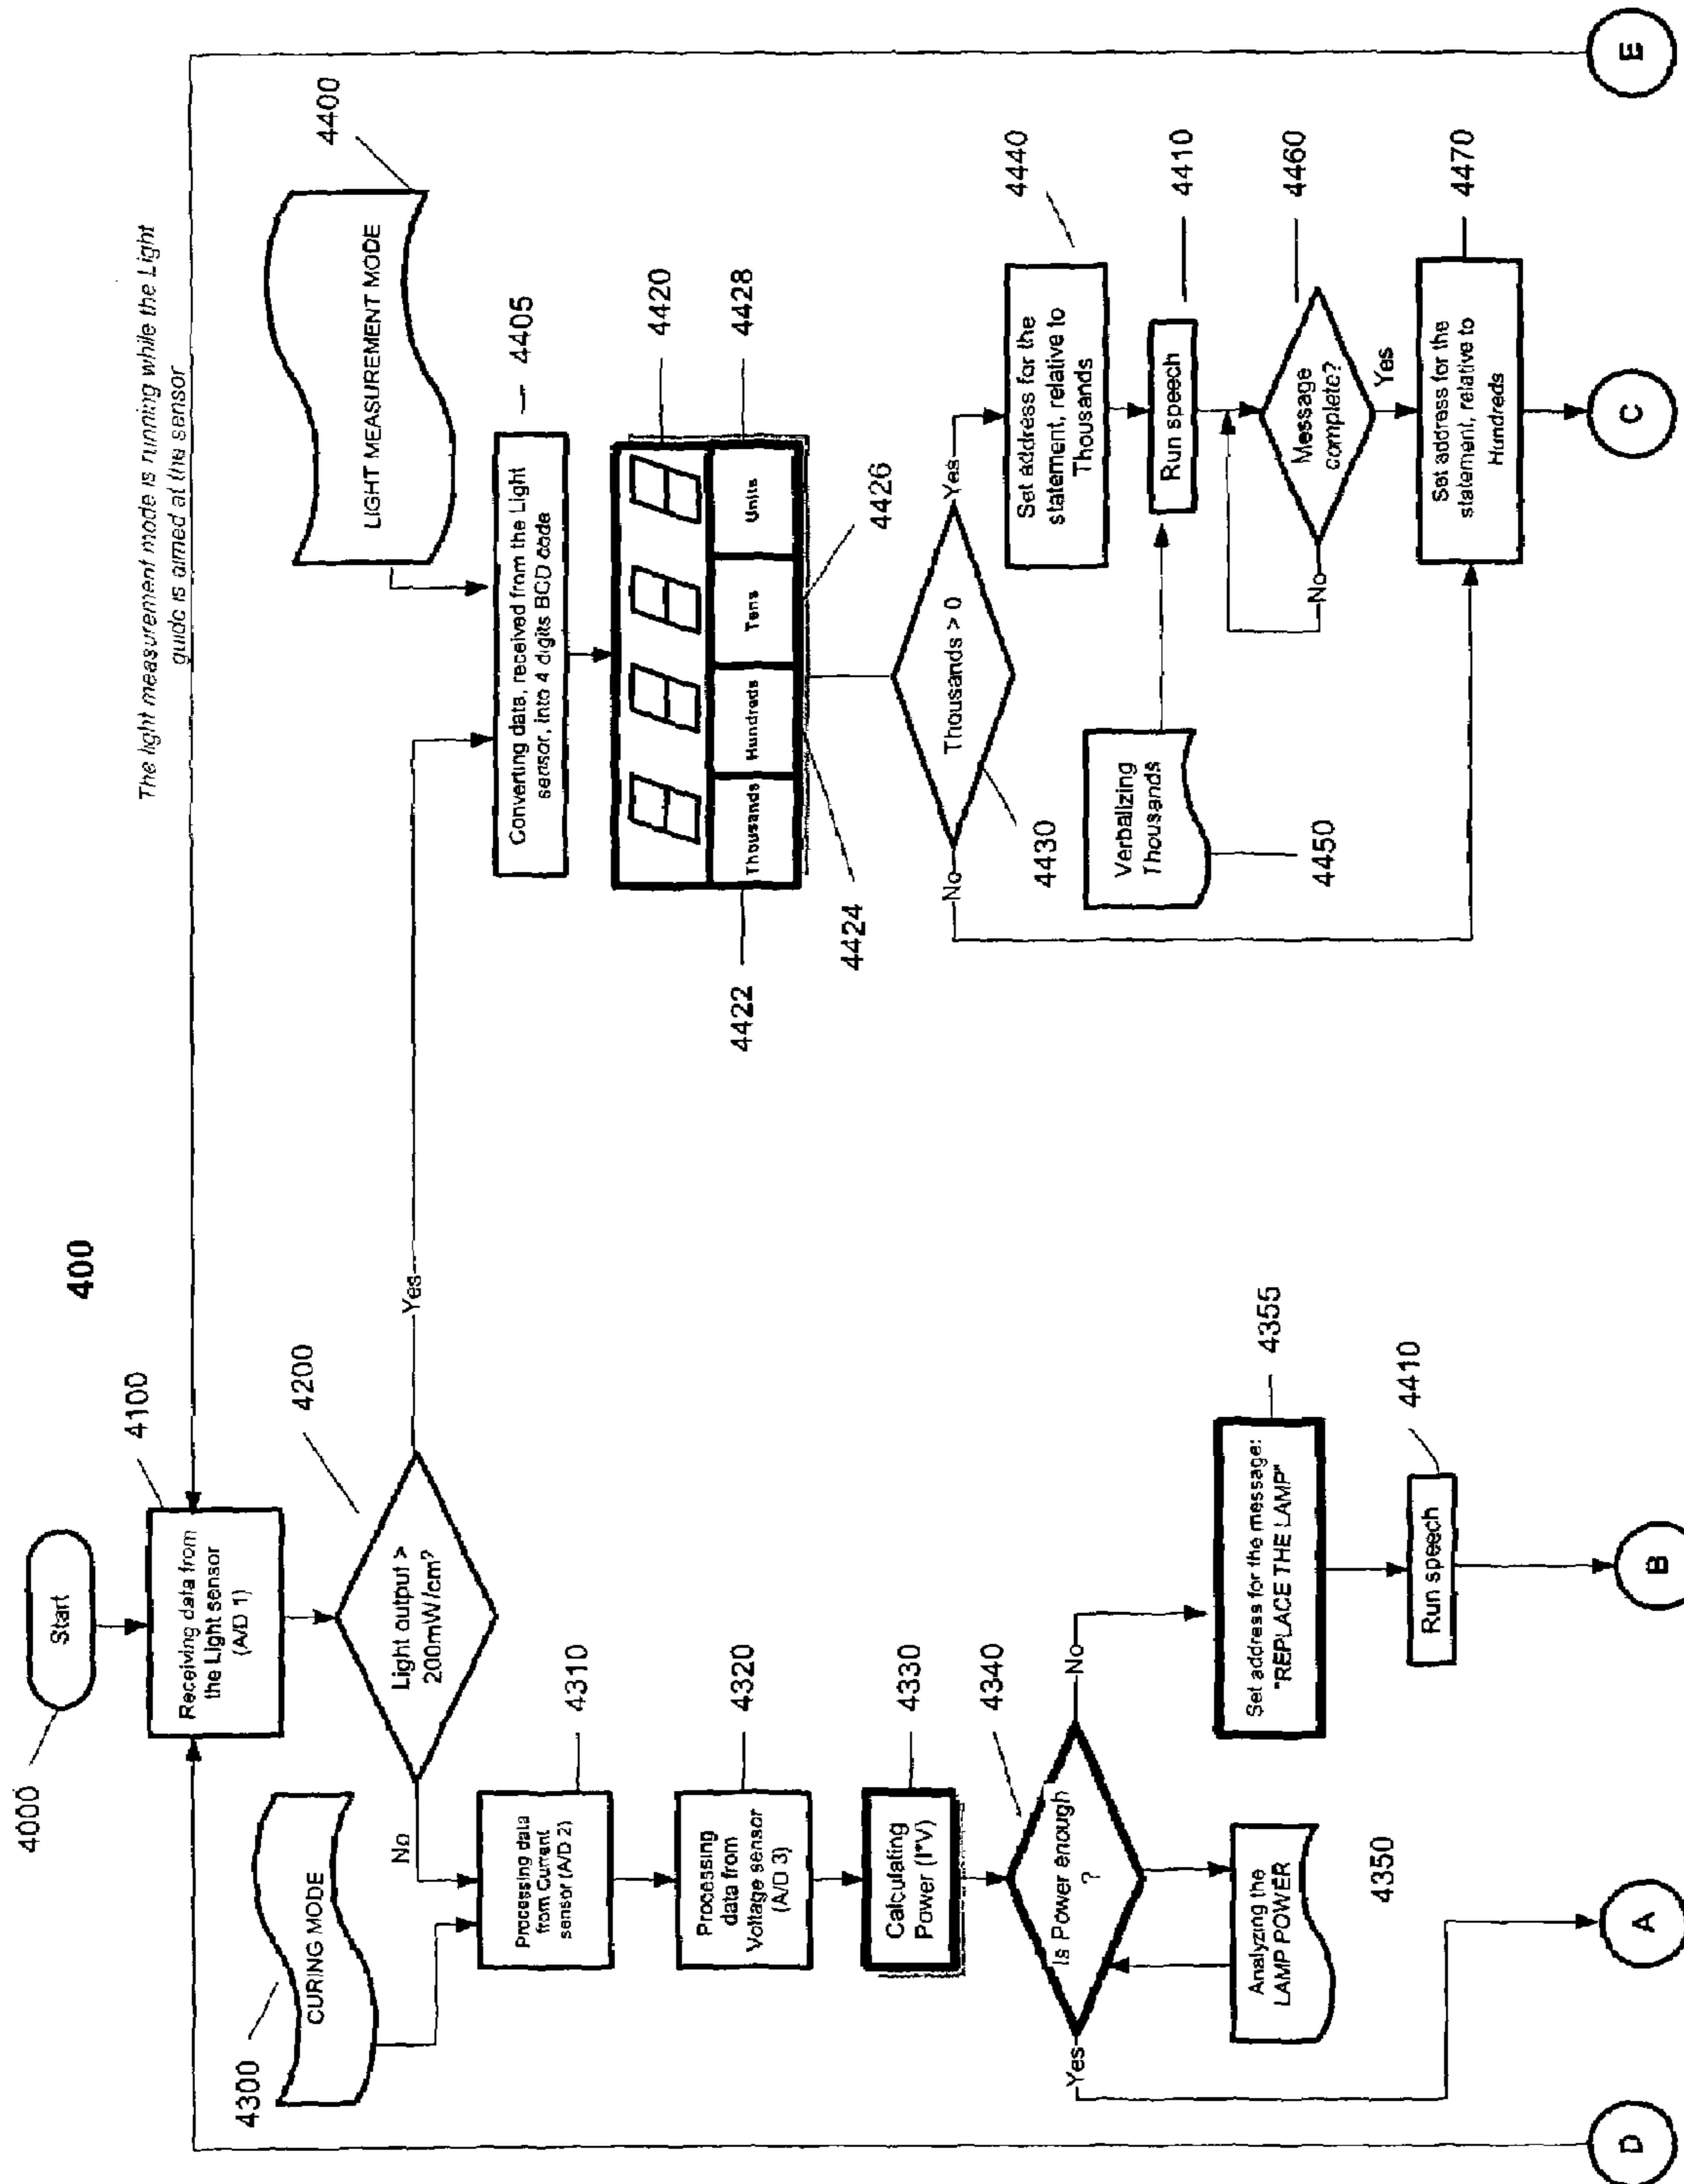 400
The light measurement mode is running while the Light
guide is aimed at the sensor
4000
Start
4100
Receiving data from
the Light sensor
(A/D 1)
4200
Light output >
200mW/cm?
Yes
No
4300
CURING MODE
4310
Processing data
from Current
sensor (A/D 2)
4320
Processing
data from
Voltage sensor
(A/D 3)
4330
Calculating
Power (I*V)
4340
Is Power enough
?
Yes
No
Analyzing the
LAMP POWER
4350
4355
Set address for the message:
"REPLACE THE LAMP"
4410
Run speech
D
A
B
4400
LIGHT MEASUREMENT MODE
4405
Converting data, received from the Light
sensor, into 4 digits BCD code
4420
Thousands
Hundreds
Tens
Units
4422
4424
4426
4428
Thousands > 0
4430
No
Yes
4440
Set address for the
statement, relative to
Thousands
Verbalizing
Thousands
4450
4410
Run speech
4460
Message
complete?
No
Yes
4470
Set address for the
statement, relative to
Hundreds
C
E